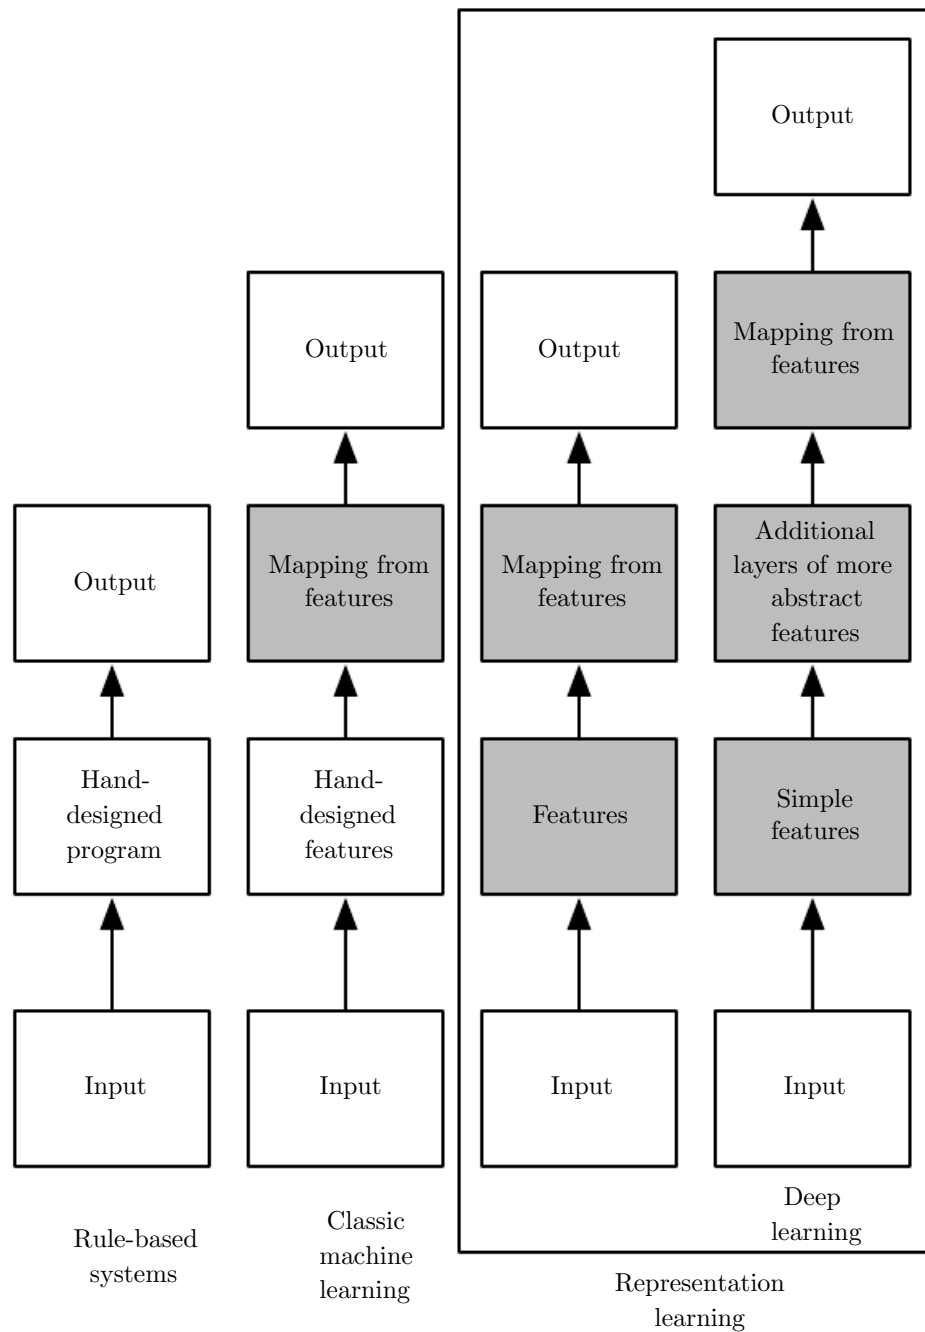 Output
Output
Output
Mapping from
features
Output
Mapping from
features
Mapping from
features
Additional
layers of more
abstract
features
Hand-
designed
program
Hand-
designed
features
Features
Simple
features
Input
Input
Input
Input
Rule-based
systems
Classic
machine
learning
Deep
learning
Representation
learning